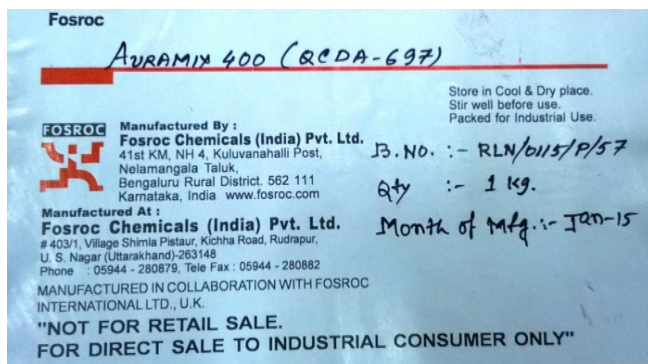 Fosroc
AURAMIX 400 (QCDA-697)
Store in Cool & Dry place.
Stir well before use.
Packed for Industrial Use.
FOSROC
Manufactured By :
Fosroc Chemicals (India) Pvt. Ltd.
41st KM, NH 4, Kuluvanahalli Post,
Nelamangala Taluk,
Bengaluru Rural District. 562 111
Karnataka, India www.fosroc.com
B.NO. :- RLN/0115/P/57
Qty :- 1 Kg.
Month of Mfg.:- Jan-15
Manufactured At :
Fosroc Chemicals (India) Pvt. Ltd.
# 403/1, Village Shimla Pistaur, Kichha Road, Rudrapur,
U. S. Nagar (Uttarakhand)-263148
Phone : 05944 - 280879, Tele Fax : 05944 - 280882
MANUFACTURED IN COLLABORATION WITH FOSROC
INTERNATIONAL LTD., U.K.
"NOT FOR RETAIL SALE.
FOR DIRECT SALE TO INDUSTRIAL CONSUMER ONLY"